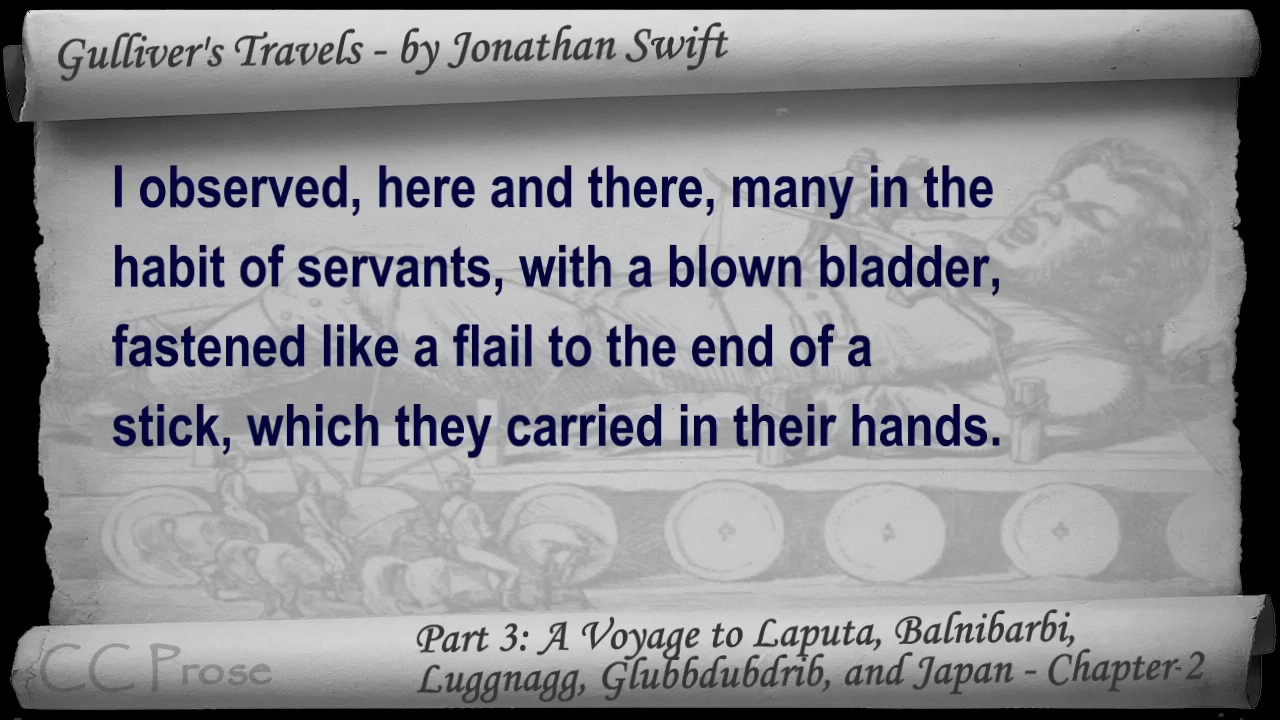 Gulliver's Travels - by Jonathan Swift
I observed, here and there, many in the
habit of servants, with a blown bladder,
fastened like a flail to the end of a
stick, which they carried in their hands.
Part 3: A Voyage to Laputa, Balnibarbi,
Luggnagg, Glubbdubdrib, and Japan - Chapter 2
CC Prose